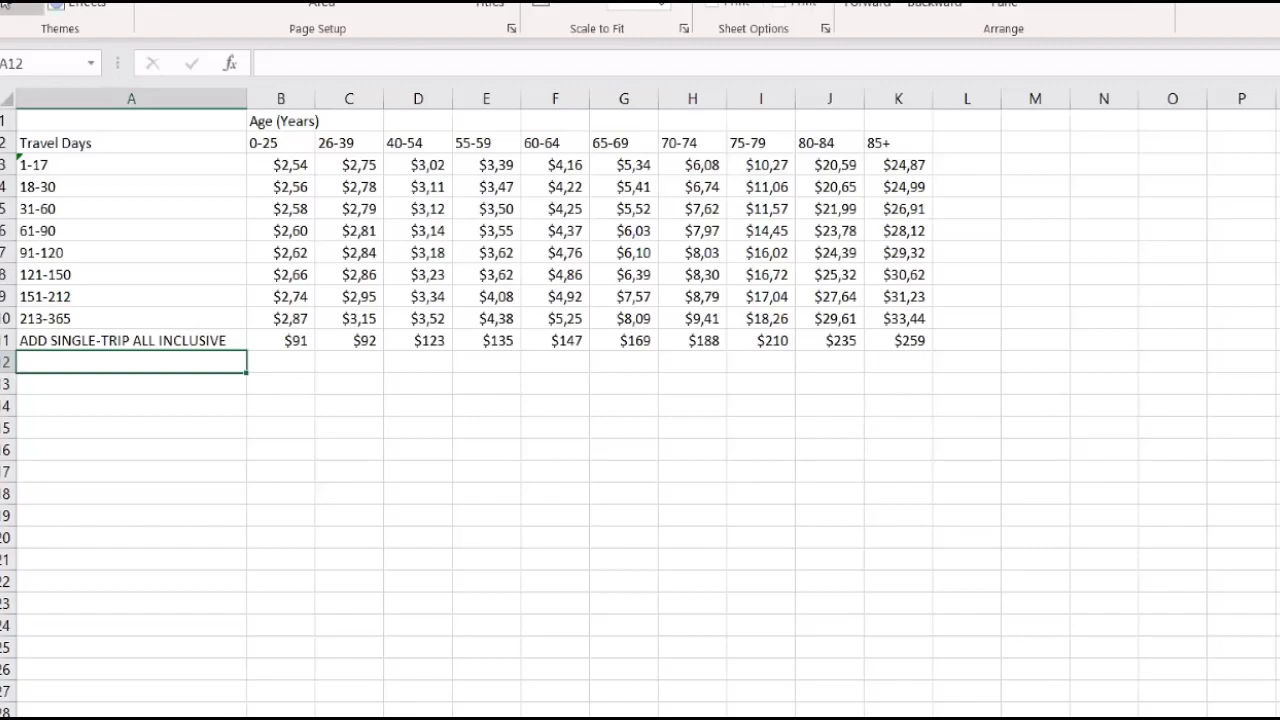 Effects Area Titles Print Print Forward Backward Pane
Themes Page Setup Scale to Fit Sheet Options Arrange
A12 fx
A B C D E F G H I J K L M N O P
1 Age (Years)
2 Travel Days 0-25 26-39 40-54 55-59 60-64 65-69 70-74 75-79 80-84 85+
3 1-17 $2,54 $2,75 $3,02 $3,39 $4,16 $5,34 $6,08 $10,27 $20,59 $24,87
4 18-30 $2,56 $2,78 $3,11 $3,47 $4,22 $5,41 $6,74 $11,06 $20,65 $24,99
5 31-60 $2,58 $2,79 $3,12 $3,50 $4,25 $5,52 $7,62 $11,57 $21,99 $26,91
6 61-90 $2,60 $2,81 $3,14 $3,55 $4,37 $6,03 $7,97 $14,45 $23,78 $28,12
7 91-120 $2,62 $2,84 $3,18 $3,62 $4,76 $6,10 $8,03 $16,02 $24,39 $29,32
8 121-150 $2,66 $2,86 $3,23 $3,62 $4,86 $6,39 $8,30 $16,72 $25,32 $30,62
9 151-212 $2,74 $2,95 $3,34 $4,08 $4,92 $7,57 $8,79 $17,04 $27,64 $31,23
10 213-365 $2,87 $3,15 $3,52 $4,38 $5,25 $8,09 $9,41 $18,26 $29,61 $33,44
11 ADD SINGLE-TRIP ALL INCLUSIVE $91 $92 $123 $135 $147 $169 $188 $210 $235 $259
12
13
14
15
16
17
18
19
20
21
22
23
24
25
26
27
28